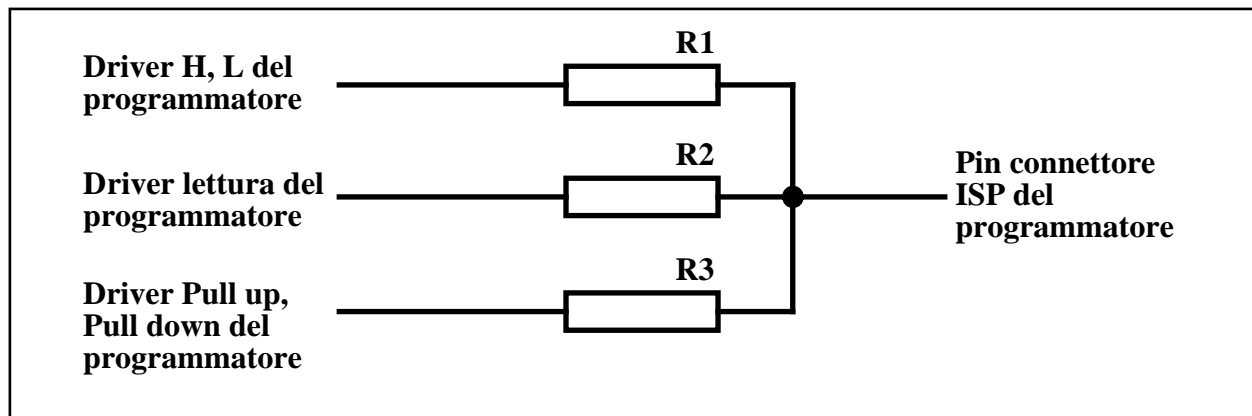 R1
Driver H, L del
programmatore
R2
Driver lettura del
programmatore
Pin connettore
ISP del
programmatore
R3
Driver Pull up,
Pull down del
programmatore